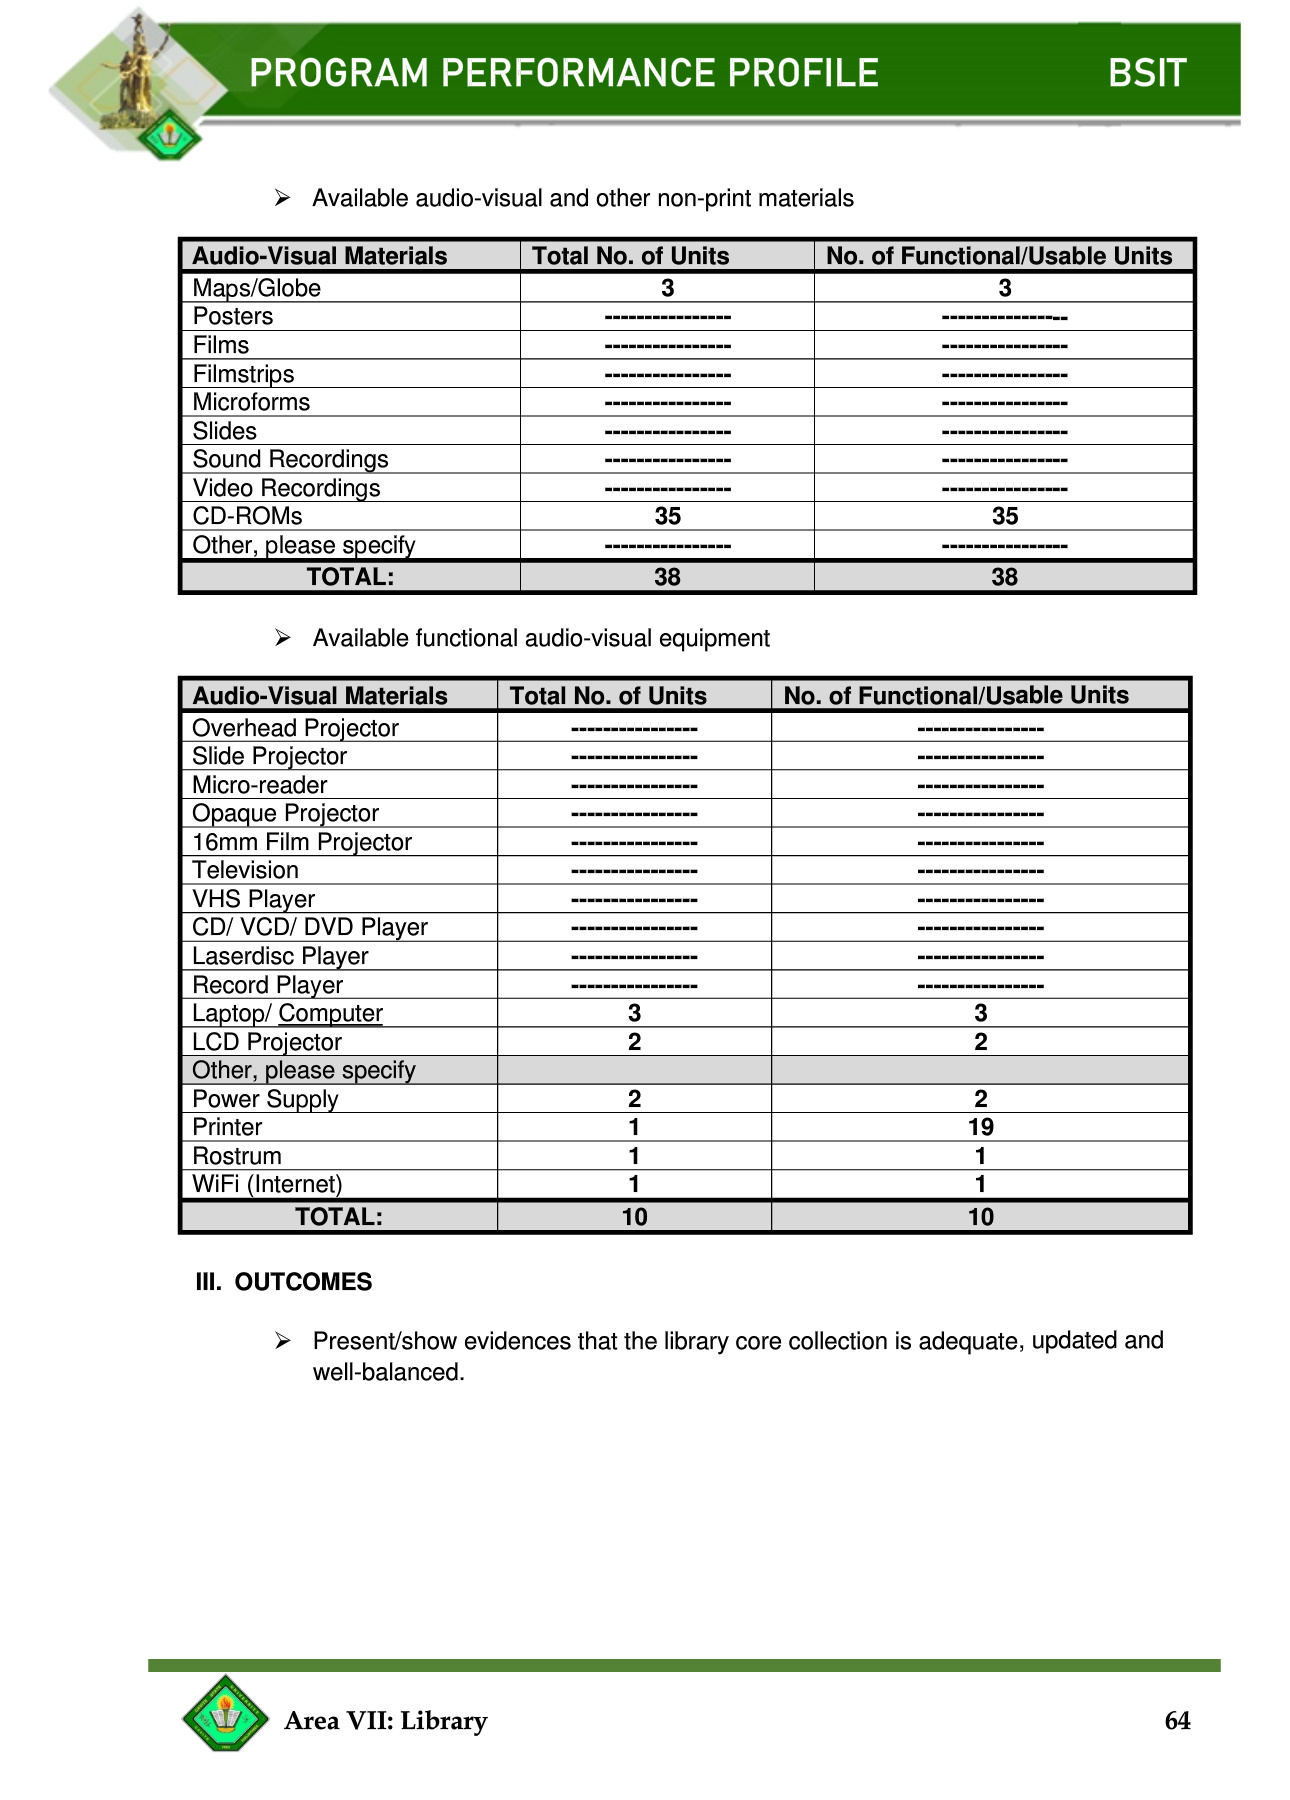 PROGRAM PERFORMANCE PROFILE BSIT
➢ Available audio-visual and other non-print materials
Audio-Visual Materials Total No. of Units No. of Functional/Usable Units
Maps/Globe 3 3
Posters ---------------- ----------------
Films ---------------- ----------------
Filmstrips ---------------- ----------------
Microforms ---------------- ----------------
Slides ---------------- ----------------
Sound Recordings ---------------- ----------------
Video Recordings ---------------- ----------------
CD-ROMs 35 35
Other, please specify ---------------- ----------------
TOTAL: 38 38
➢ Available functional audio-visual equipment
Audio-Visual Materials Total No. of Units No. of Functional/Usable Units
Overhead Projector ---------------- ----------------
Slide Projector ---------------- ----------------
Micro-reader ---------------- ----------------
Opaque Projector ---------------- ----------------
16mm Film Projector ---------------- ----------------
Television ---------------- ----------------
VHS Player ---------------- ----------------
CD/ VCD/ DVD Player ---------------- ----------------
Laserdisc Player ---------------- ----------------
Record Player ---------------- ----------------
Laptop/ Computer 3 3
LCD Projector 2 2
Other, please specify
Power Supply 2 2
Printer 1 19
Rostrum 1 1
WiFi (Internet) 1 1
TOTAL: 10 10
III. OUTCOMES
➢ Present/show evidences that the library core collection is adequate, updated and
well-balanced.
Area VII: Library 64